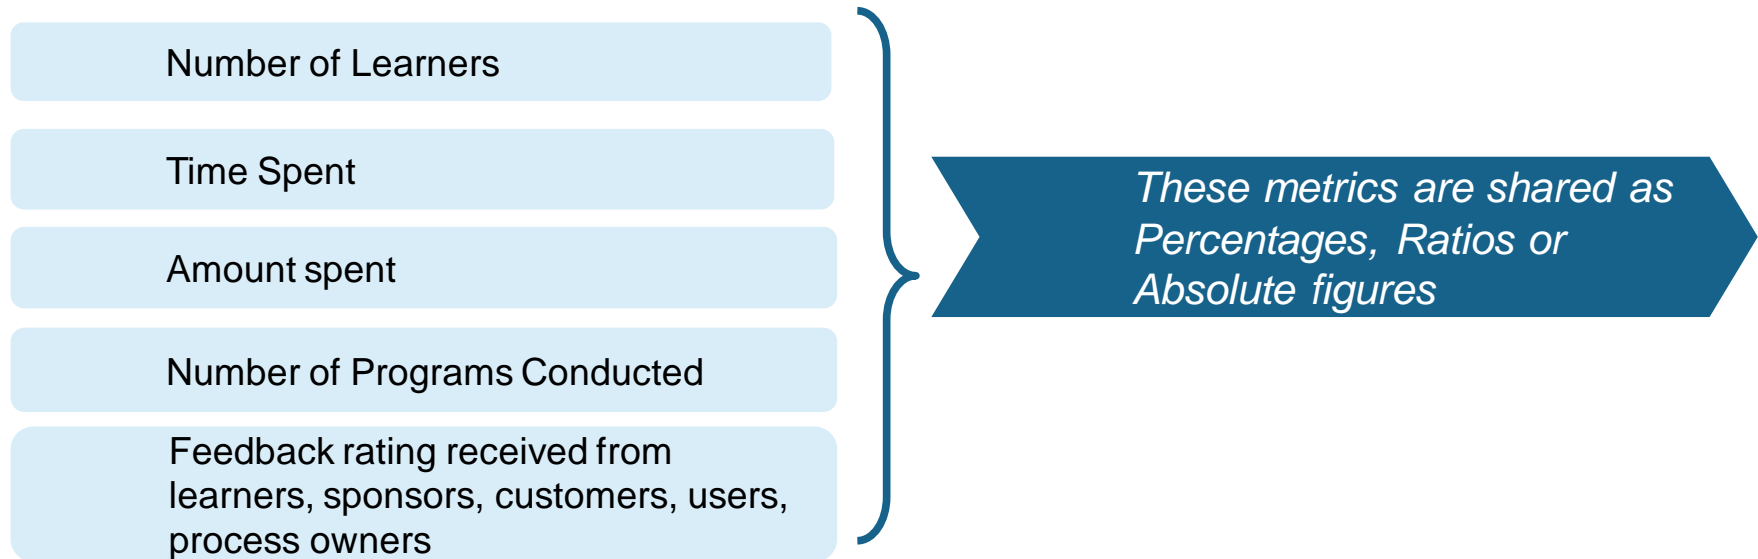 Number of Learners
Time Spent
Amount spent
Number of Programs Conducted
Feedback rating received from
learners, sponsors, customers, users,
process owners
These metrics are shared as
Percentages, Ratios or
Absolute figures